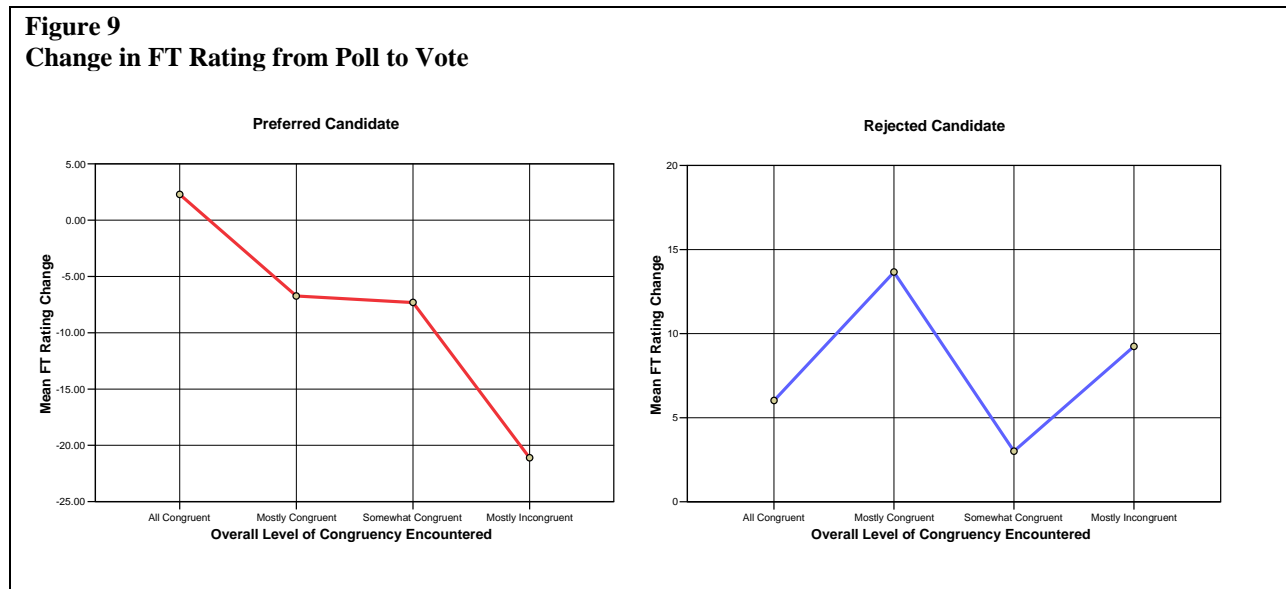 Figure 9
Change in FT Rating from Poll to Vote
Preferred Candidate
5.00
0.00
-5.00
-10.00
-15.00
-20.00
-25.00
Mean FT Rating Change
All Congruent Mostly Congruent Somewhat Congruent Mostly Incongruent
Overall Level of Congruency Encountered
Rejected Candidate
20
15
10
5
0
Mean FT Rating Change
All Congruent Mostly Congruent Somewhat Congruent Mostly Incongruent
Overall Level of Congruency Encountered